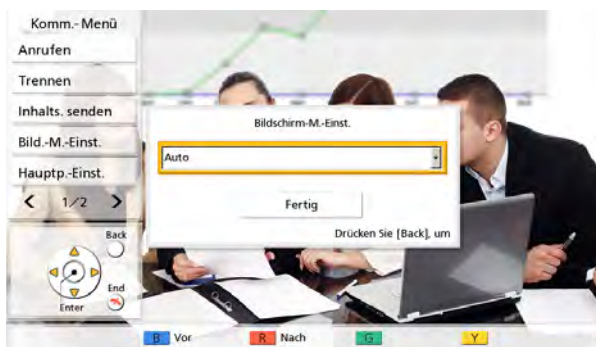 Komm.- Menü
Anrufen
Trennen
Inhalts. senden
Bild.-M.-Einst.
Hauptp.-Einst.
1/2
Back
End
Enter
Bildschirm-M.-Einst.
Auto
Fertig
Drücken Sie [Back], um
B Vor R Nach G Y